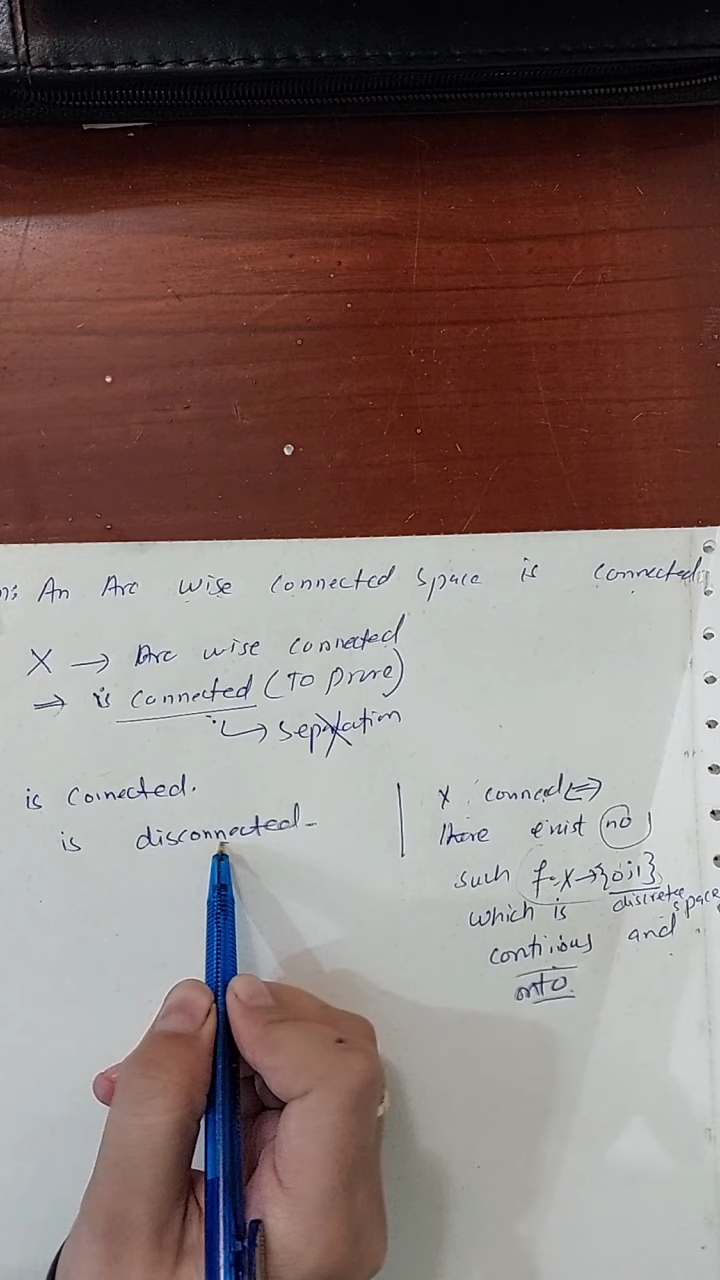 n: An Arc wise connected space is connected
X → Arc wise connected
⇒ is connected (To prove)
↳ separation
is connected.
is disconnected.
X connected ⇔
there exist no
such f: X → {0,1}
discrete space
which is
continous and
onto.